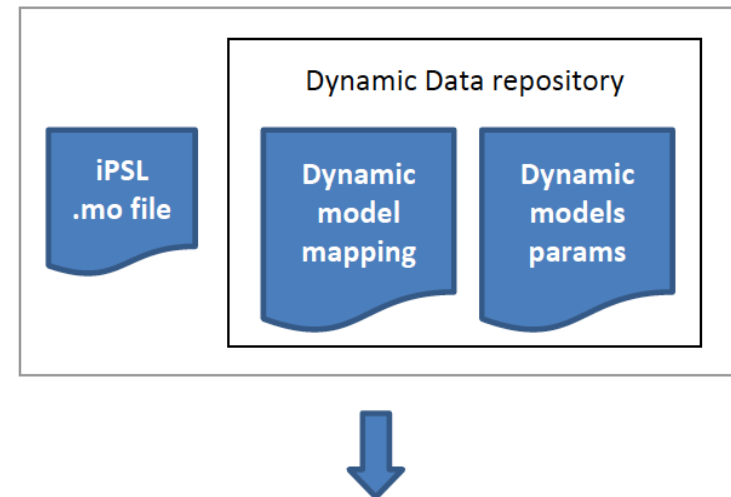 Dynamic Data repository
iPSL
.mo file
Dynamic
model
mapping
Dynamic
models
params